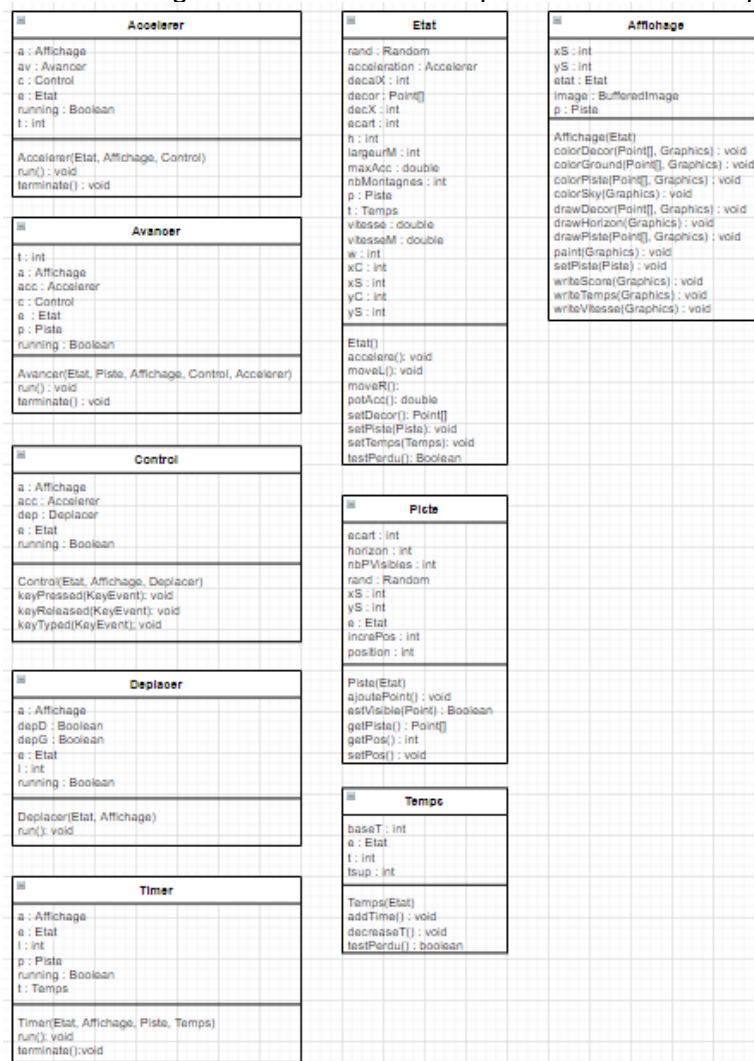 Accelerer
a : Affichage
av : Avancer
c : Control
e : Etat
running : Boolean
t : int
Accelerer(Etat, Affichage, Control)
run() : void
terminate() : void
Avancer
t : int
a : Affichage
acc : Accelerer
c : Control
e : Etat
p : Piste
running : Boolean
Avancer(Etat, Piste, Affichage, Control, Accelerer)
run() : void
terminate() : void
Control
a : Affichage
acc : Accelerer
dep : Deplacer
e : Etat
running : Boolean
Control(Etat, Affichage, Deplacer)
keyPressed(KeyEvent): void
keyReleased(KeyEvent): void
keyTyped(KeyEvent); void
Deplacer
a : Affichage
depD : Boolean
depG : Boolean
e : Etat
l : int
running : Boolean
Deplacer(Etat, Affichage)
run(): void
Timer
a : Affichage
e : Etat
l : int
p : Piste
running : Boolean
t : Temps
Timer(Etat, Affichage, Piste, Temps)
run(): void
terminate():void
Etat
rand : Random
acceleration : Accelerer
decalX : int
decor : Point[]
decX : int
ecart : int
h : int
largeurM : int
maxAcc : double
nbMontagnes : int
p : Piste
t : Temps
vitesse : double
vitesseM : double
w : int
xC : int
xS : int
yC : int
yS : int
Etat()
accelere(): void
moveL(): void
moveR():
potAcc(): double
setDecor(): Point[]
setPiste(Piste): void
setTemps(Temps): void
testPerdu(): Boolean
Piste
ecart : int
horizon : int
nbPVisibles : int
rand : Random
xS : int
yS : int
e : Etat
increPos : int
position : int
Piste(Etat)
ajoutePoint() : void
estVisible(Point) : Boolean
getPiste() : Point[]
getPos() : int
setPos() : void
Temps
baseT : int
e : Etat
t : int
tsup : int
Temps(Etat)
addTime() : void
decreaseT() : void
testPerdu() : boolean
Affichage
xS : int
yS : int
etat : Etat
image : BufferedImage
p : Piste
Affichage(Etat)
colorDecor(Point[], Graphics) : void
colorGround(Point[], Graphics) : void
colorPiste(Point[], Graphics) : void
colorSky(Graphics) : void
drawDecor(Point[], Graphics) : void
drawHorizon(Graphics) : void
drawPiste(Point[], Graphics) : void
paint(Graphics) : void
setPiste(Piste) : void
writeScore(Graphics) : void
writeTemps(Graphics) : void
writeVitesse(Graphics) : void